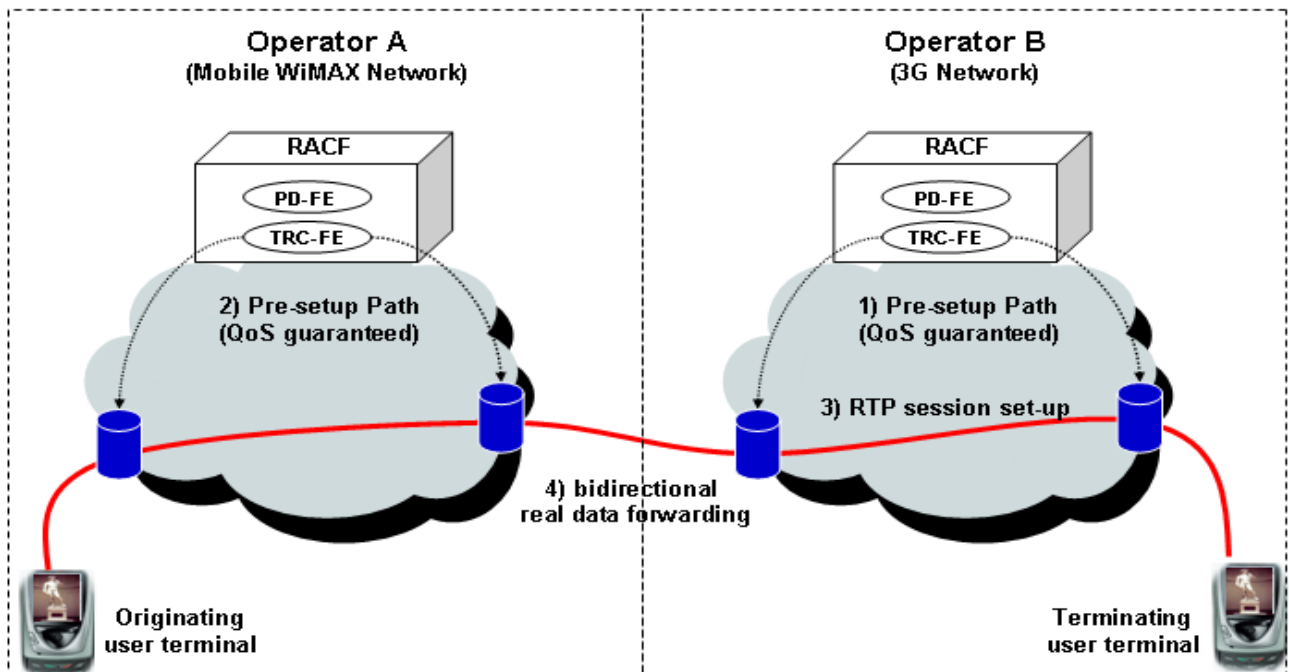 Operator A
(Mobile WiMAX Network)
RACF
PD-FE
TRC-FE
2) Pre-setup Path
(QoS guaranteed)
Originating
user terminal
4) bidirectional
real data forwarding
Operator B
(3G Network)
RACF
PD-FE
TRC-FE
1) Pre-setup Path
(QoS guaranteed)
3) RTP session set-up
Terminating
user terminal